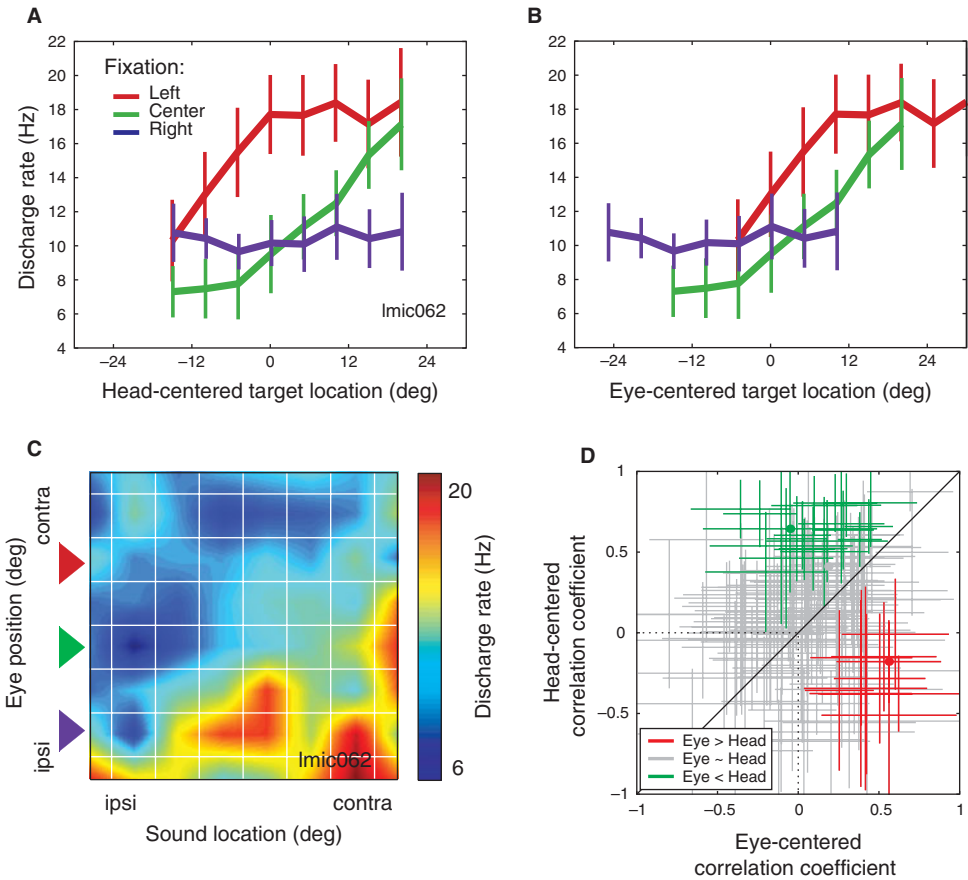 A
Discharge rate (Hz)
22
20
18
16
14
12
10
8
6
4
Fixation:
Left
Center
Right
lmic062
−24
−12
0
12
24
Head-centered target location (deg)
B
22
20
18
16
14
12
10
8
6
4
−24
−12
0
12
24
Eye-centered target location (deg)
C
Eye position (deg)
contra
ipsi
lmic062
ipsi
contra
Sound location (deg)
20
6
Discharge rate (Hz)
D
Head-centered
correlation coefficient
1
0.5
0
−0.5
−1
Eye > Head
Eye ~ Head
Eye < Head
−1
−0.5
0
0.5
1
Eye-centered
correlation coefficient